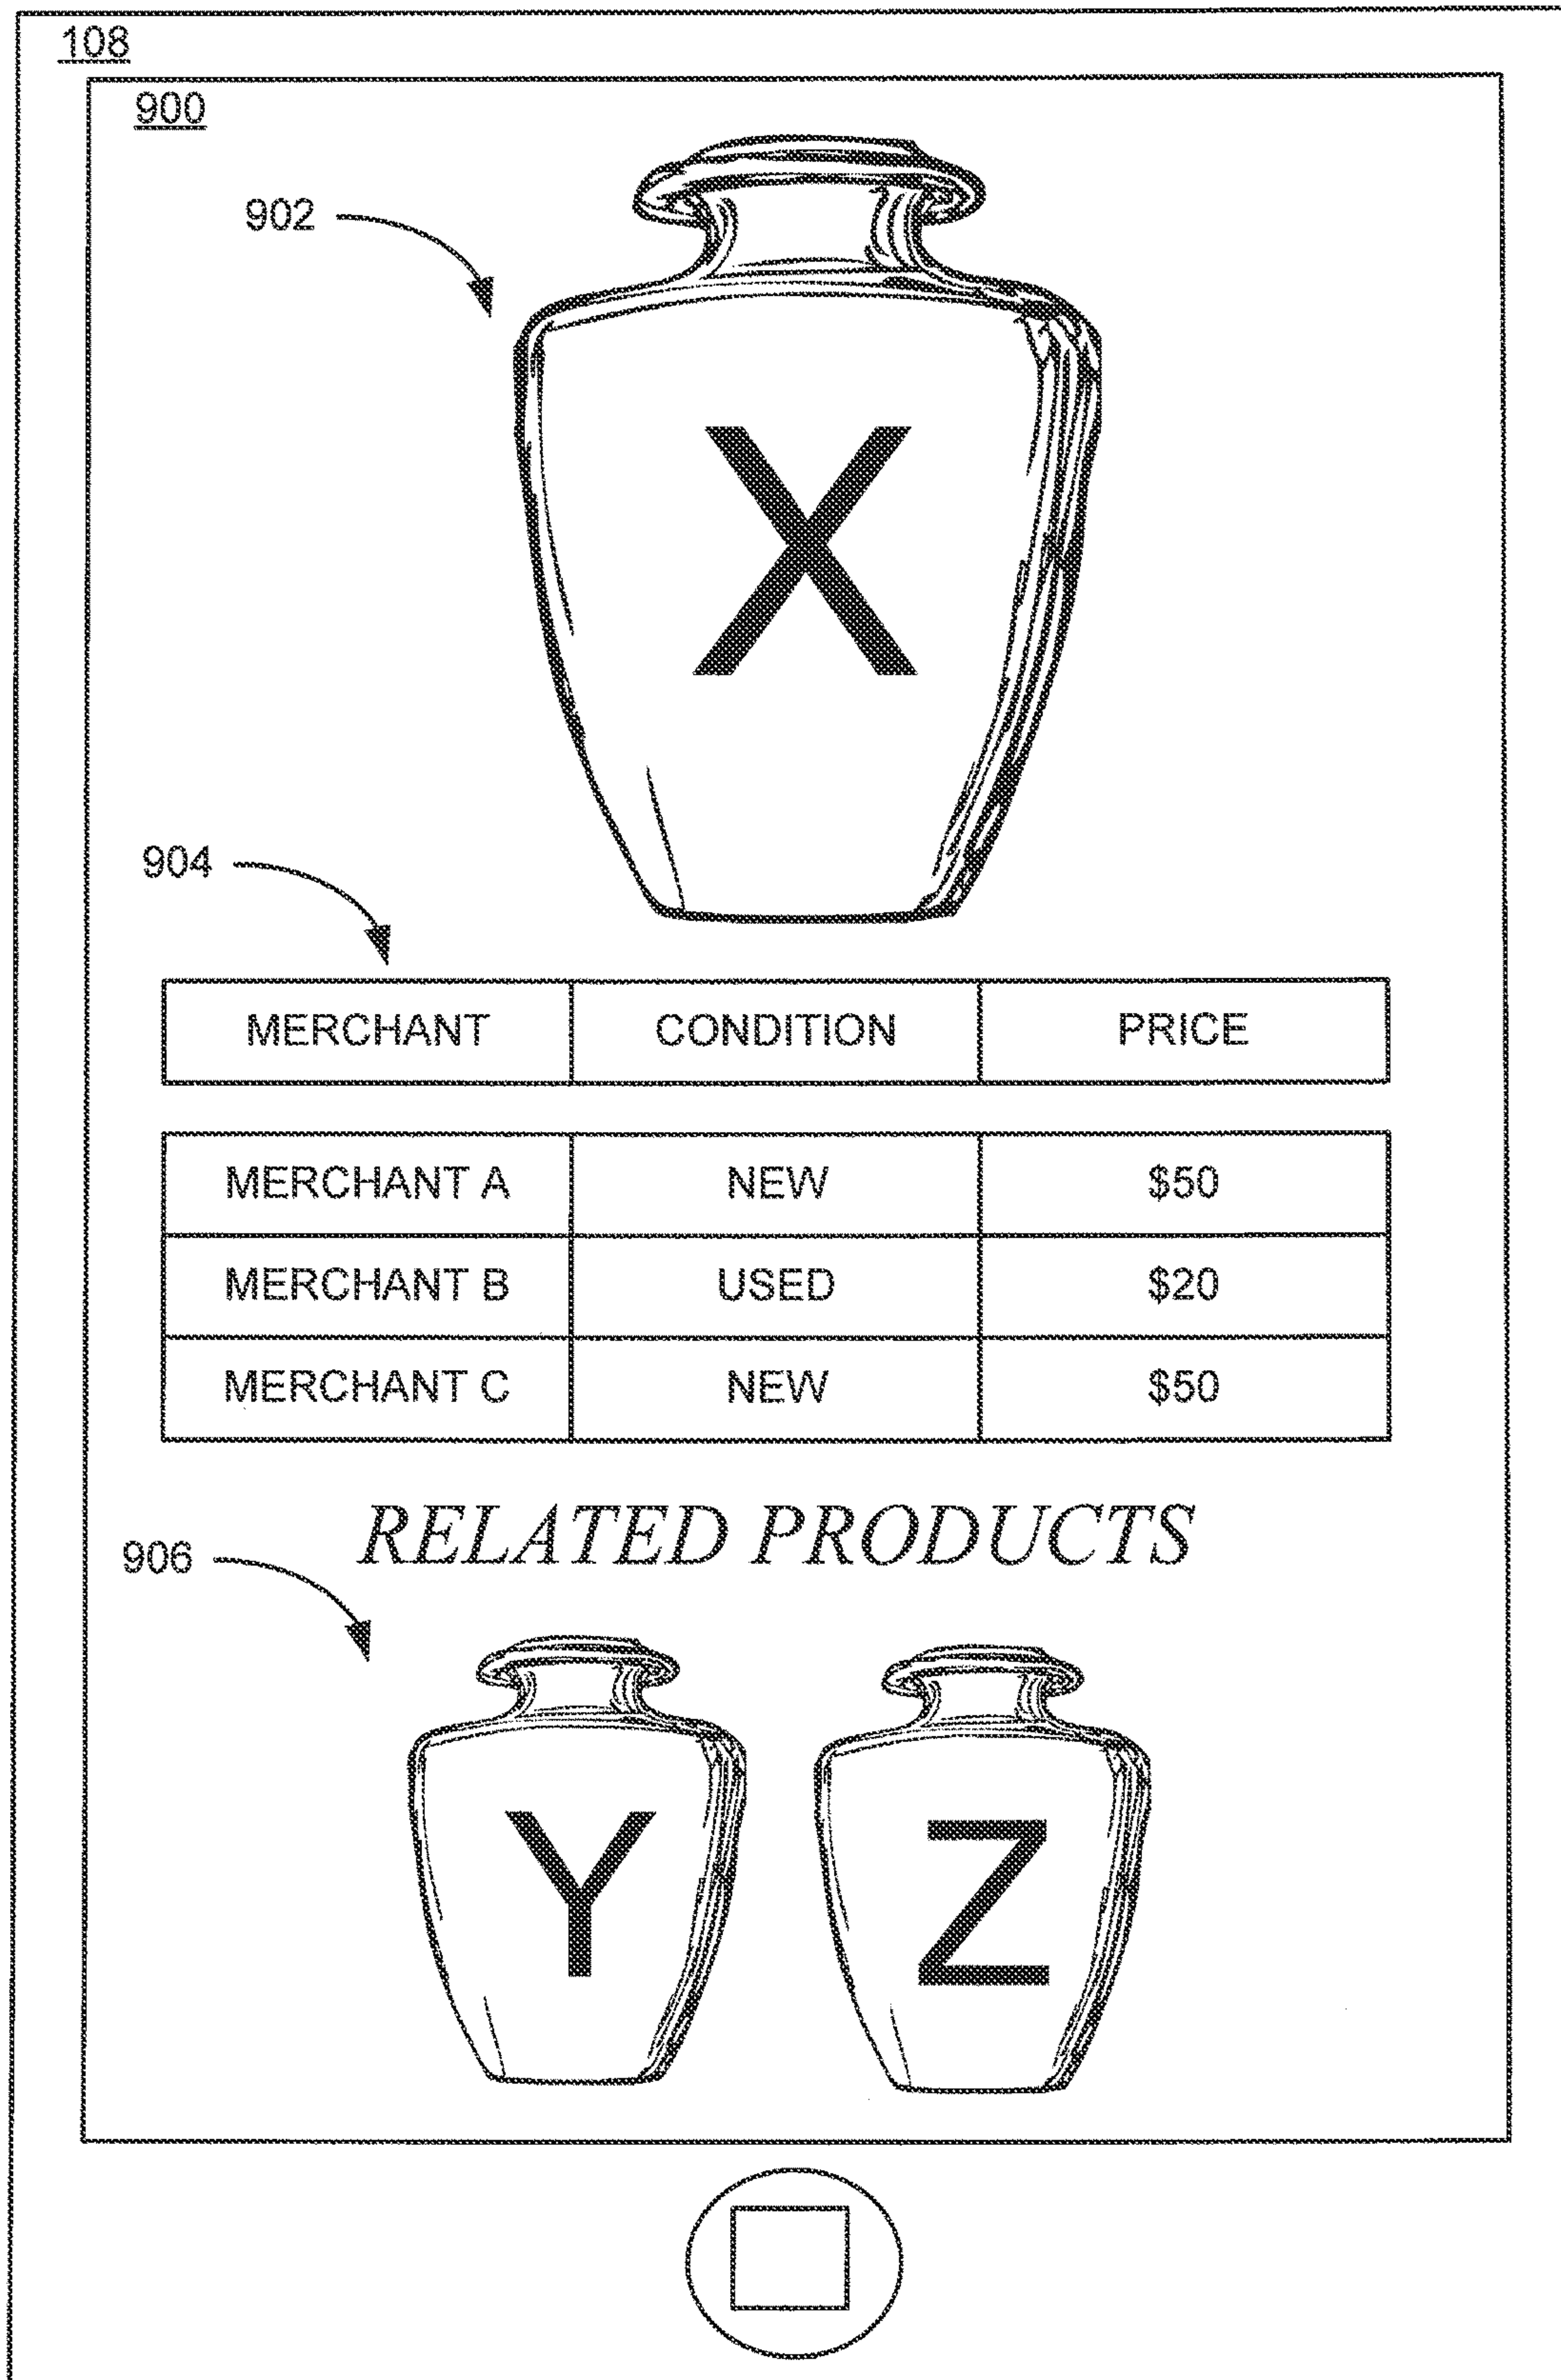 108
900
902
X
904
MERCHANT CONDITION PRICE
MERCHANT A NEW $50
MERCHANT B USED $20
MERCHANT C NEW $50
RELATED PRODUCTS
906
Y Z